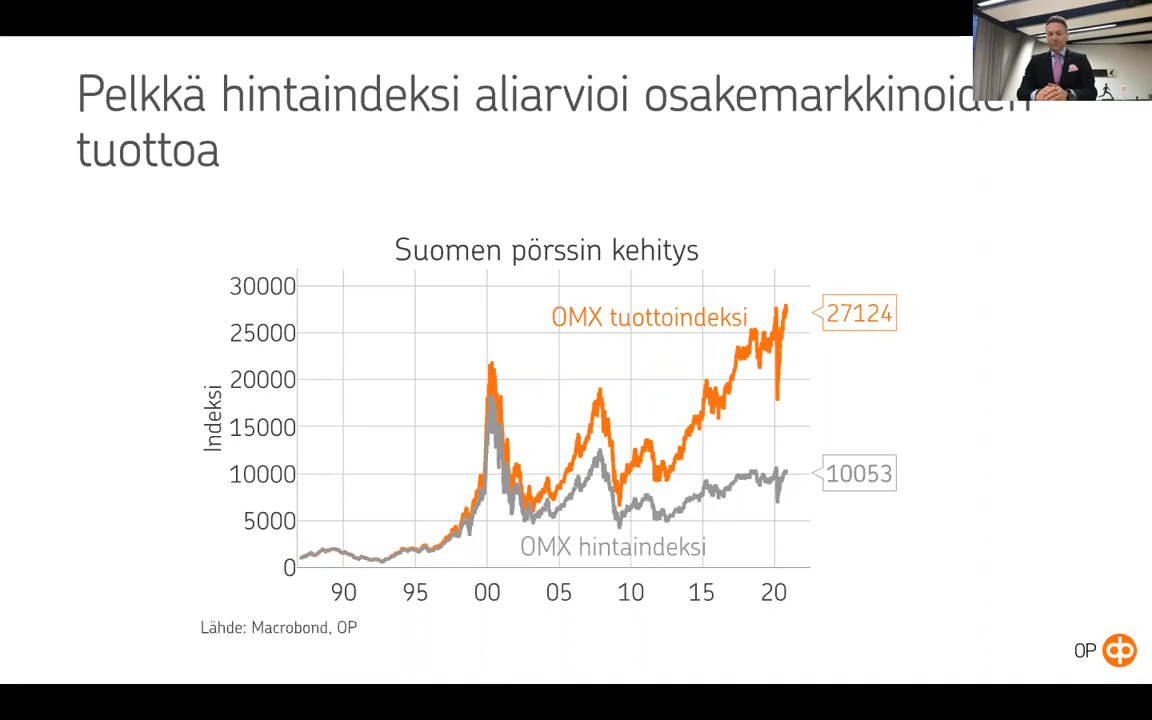 Pelkkä hintaindeksi aliarvioi osakemarkkinoiden
tuottoa
Suomen pörssin kehitys
Indeksi
30000
25000
20000
15000
10000
5000
0
OMX tuottoindeksi
27124
10053
OMX hintaindeksi
90 95 00 05 10 15 20
Lähde: Macrobond, OP
OP